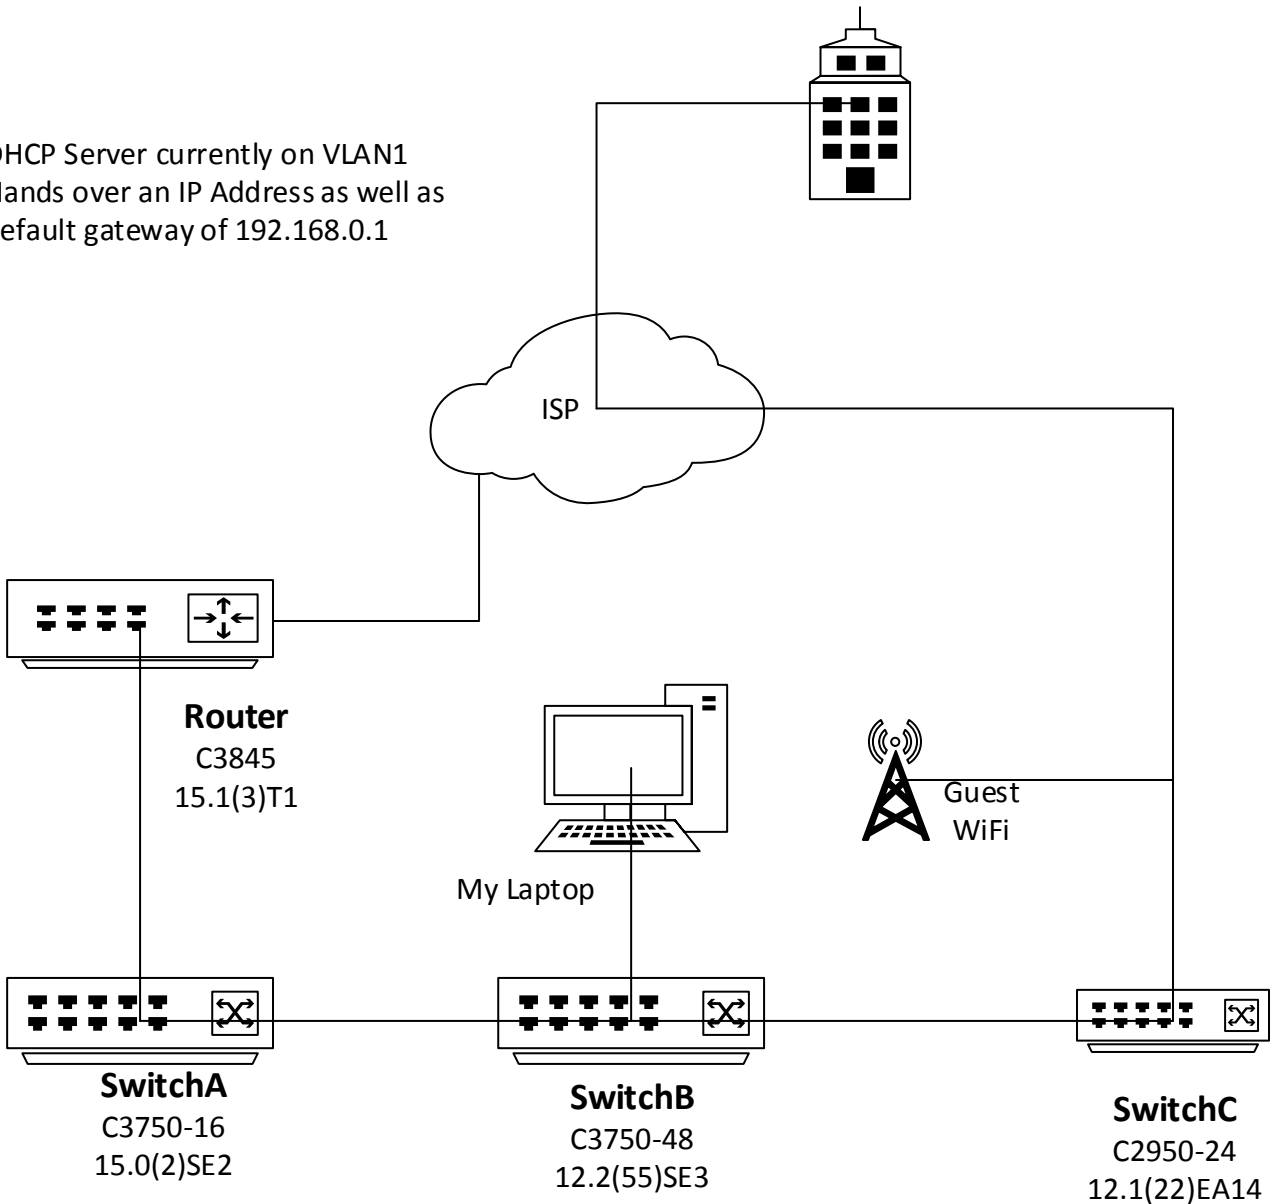 DHCP Server currently on VLAN1
Hands over an IP Address as well as
default gateway of 192.168.0.1
ISP
Router
C3845
15.1(3)T1
My Laptop
Guest
WiFi
SwitchA
C3750-16
15.0(2)SE2
SwitchB
C3750-48
12.2(55)SE3
SwitchC
C2950-24
12.1(22)EA14